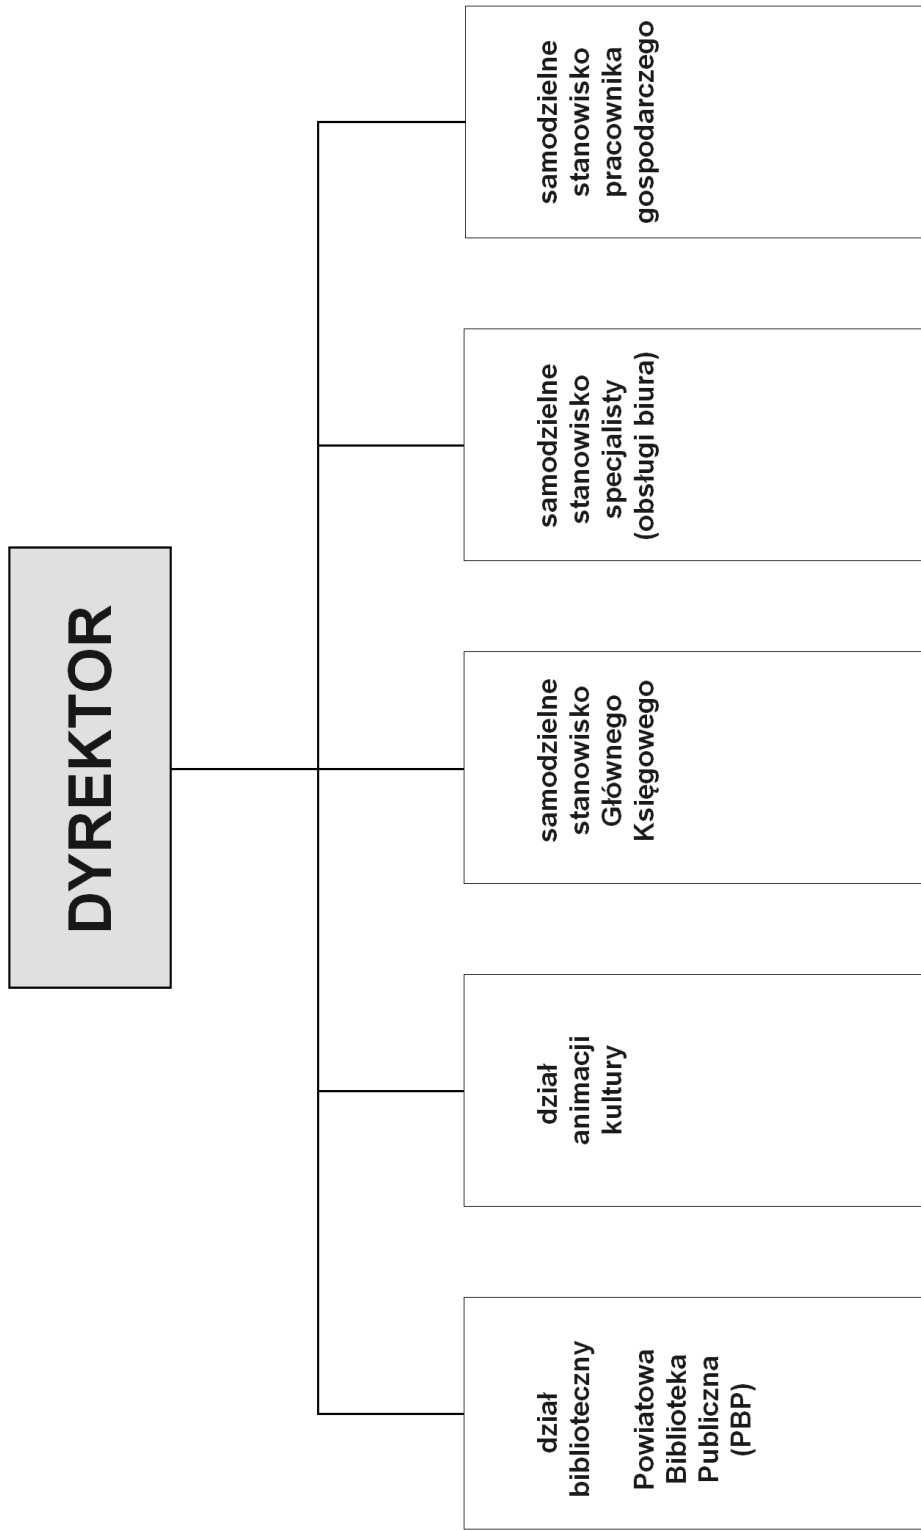 DYREKTOR
dział
biblioteczny
Powiatowa
Biblioteka
Publiczna
(PBP)
dział
animacji
kultury
samodzielne
stanowisko
Głównego
Księgowego
samodzielne
stanowisko
specjalisty
(obsługi biura)
samodzielne
stanowisko
pracownika
gospodarczego